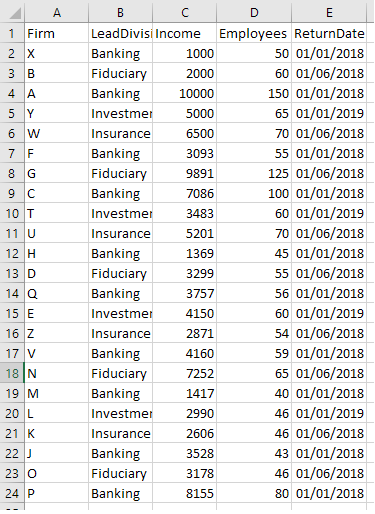 A B C D E
1 Firm LeadDivisi Income Employees ReturnDate
2 X Banking 1000 50 01/01/2018
3 B Fiduciary 2000 60 01/06/2018
4 A Banking 10000 150 01/01/2018
5 Y Investmen 5000 65 01/01/2019
6 W Insurance 6500 70 01/06/2018
7 F Banking 3093 55 01/01/2018
8 G Fiduciary 9891 125 01/06/2018
9 C Banking 7086 100 01/01/2018
10 T Investmen 3483 60 01/01/2019
11 U Insurance 5201 70 01/06/2018
12 H Banking 1369 45 01/01/2018
13 D Fiduciary 3299 55 01/06/2018
14 Q Banking 3757 56 01/01/2018
15 E Investmen 4150 60 01/01/2019
16 Z Insurance 2871 54 01/06/2018
17 V Banking 4160 59 01/01/2018
18 N Fiduciary 7252 65 01/06/2018
19 M Banking 1417 40 01/01/2018
20 L Investmen 2990 46 01/01/2019
21 K Insurance 2606 46 01/06/2018
22 J Banking 3528 43 01/01/2018
23 O Fiduciary 3178 46 01/06/2018
24 P Banking 8155 80 01/01/2018